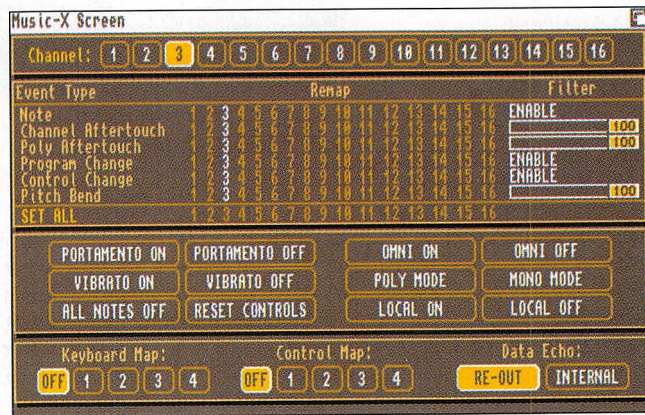 Music-X Screen
Channel: 1 2 3 4 5 6 7 8 9 10 11 12 13 14 15 16
Event Type Remap Filter
Note 1 2 3 4 5 6 7 8 9 10 11 12 13 14 15 16 ENABLE
Channel Aftertouch 1 2 3 4 5 6 7 8 9 10 11 12 13 14 15 16 100
Poly Aftertouch 1 2 3 4 5 6 7 8 9 10 11 12 13 14 15 16 100
Program Change 1 2 3 4 5 6 7 8 9 10 11 12 13 14 15 16 ENABLE
Control Change 1 2 3 4 5 6 7 8 9 10 11 12 13 14 15 16 ENABLE
Pitch Bend 1 2 3 4 5 6 7 8 9 10 11 12 13 14 15 16 100
SET ALL 1 2 3 4 5 6 7 8 9 10 11 12 13 14 15 16
PORTAMENTO ON PORTAMENTO OFF OMNI ON OMNI OFF
VIBRATO ON VIBRATO OFF POLY MODE MONO MODE
ALL NOTES OFF RESET CONTROLS LOCAL ON LOCAL OFF
Keyboard Map: Control Map: Data Echo:
OFF 1 2 3 4 OFF 1 2 3 4 RE-OUT INTERNAL